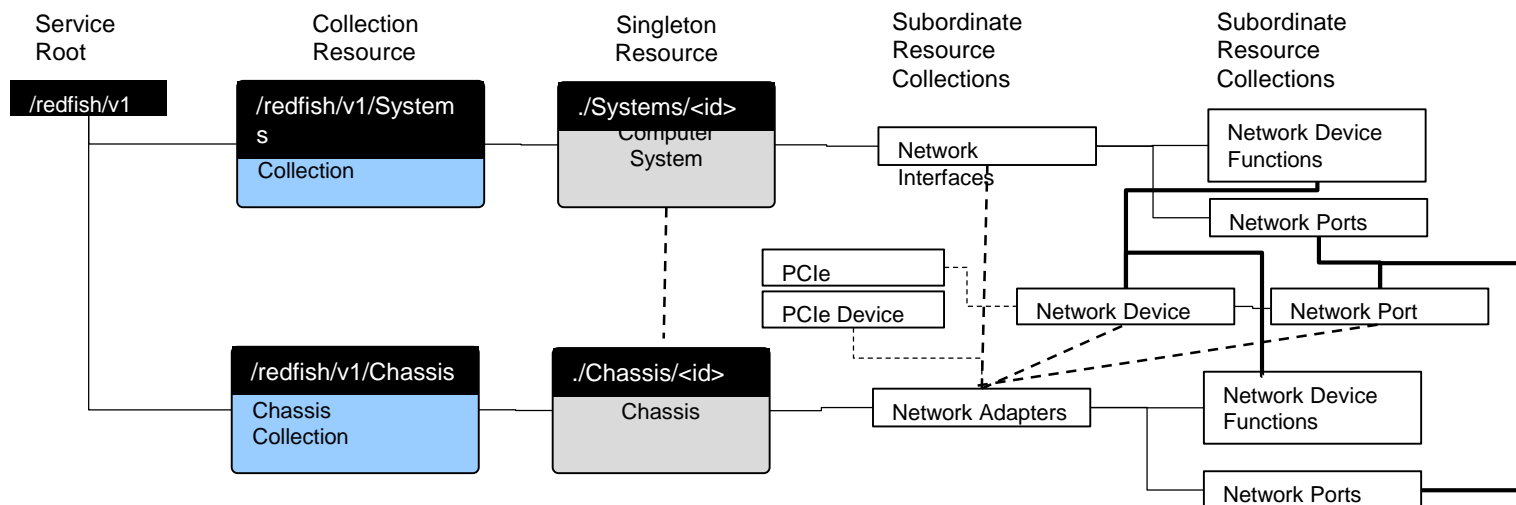 Service
Root
Collection
Resource
Singleton
Resource
Subordinate
Resource
Collections
Subordinate
Resource
Collections
/redfish/v1
/redfish/v1/System
s
Collection
./Systems/<id>
Computer
System
Network
Interfaces
Network Device
Functions
Network Ports
PCIe
PCIe Device
Network Device
Network Port
/redfish/v1/Chassis
Chassis
Collection
./Chassis/<id>
Chassis
Network Adapters
Network Device
Functions
Network Ports